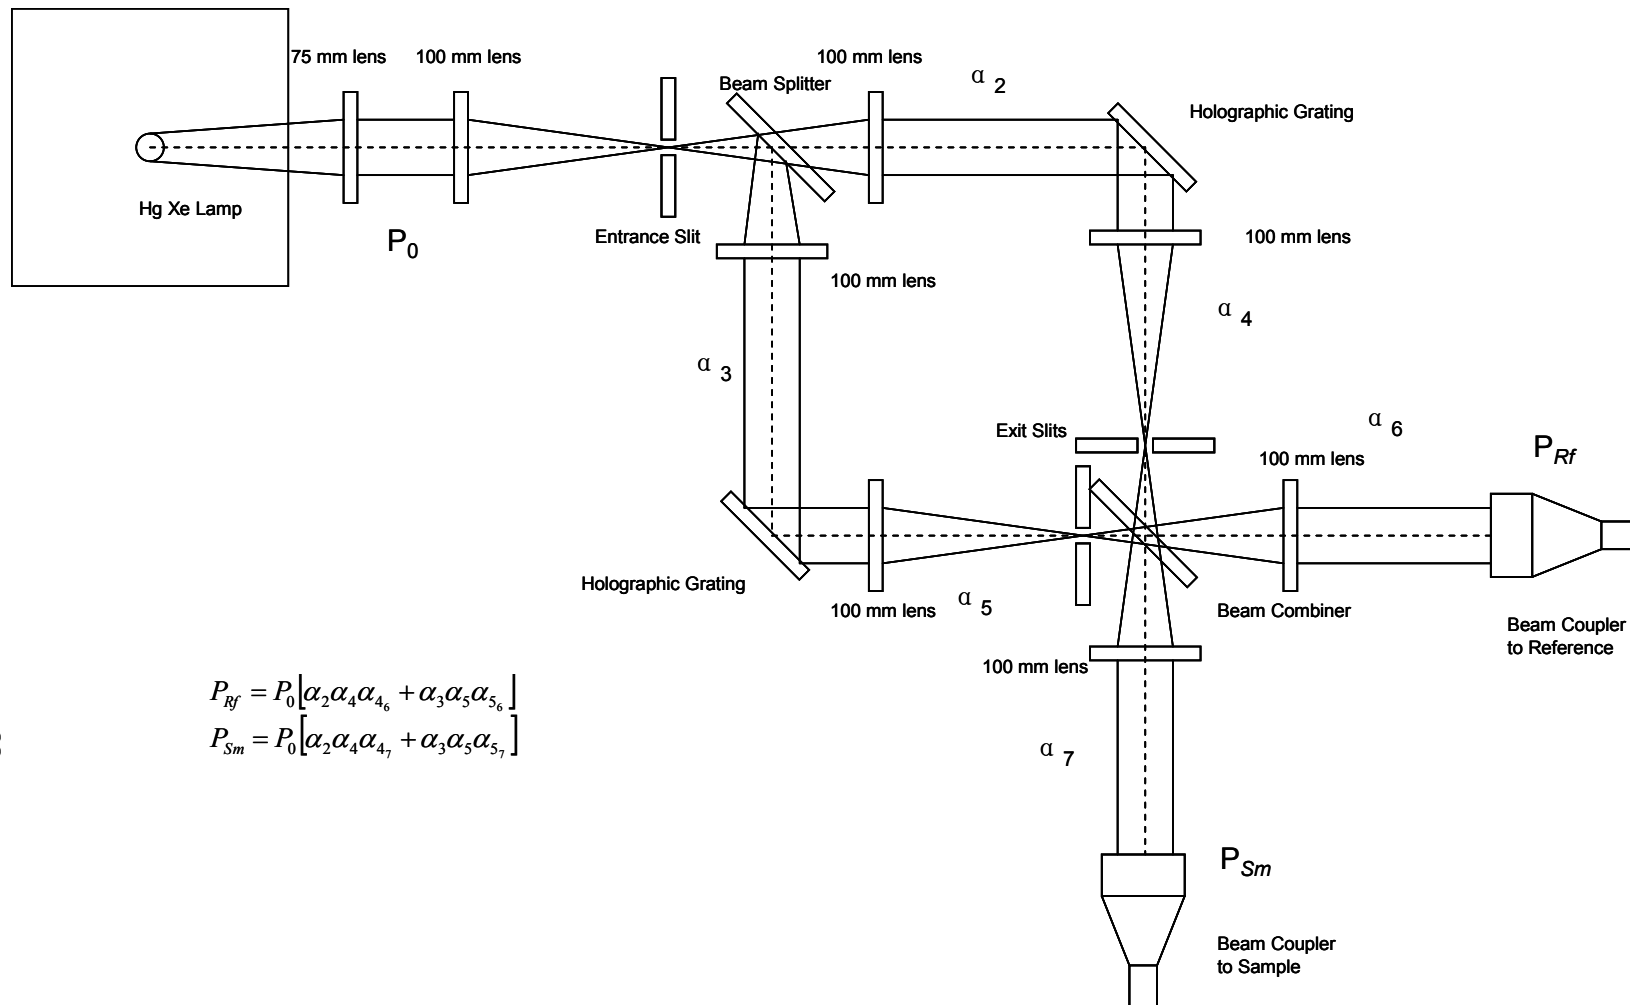 75 mm lens
100 mm lens
100 mm lens
α 2
Beam Splitter
Holographic Grating
Hg Xe Lamp
P0
Entrance Slit
100 mm lens
100 mm lens
α 4
α 3
Exit Slits
α 6
PRf
100 mm lens
Holographic Grating
100 mm lens
α 5
Beam Combiner
Beam Coupler
to Reference
100 mm lens
PRf = P0[α2α4α46 + α3α5α56]
PSm = P0[α2α4α47 + α3α5α57]
α 7
PSm
Beam Coupler
to Sample